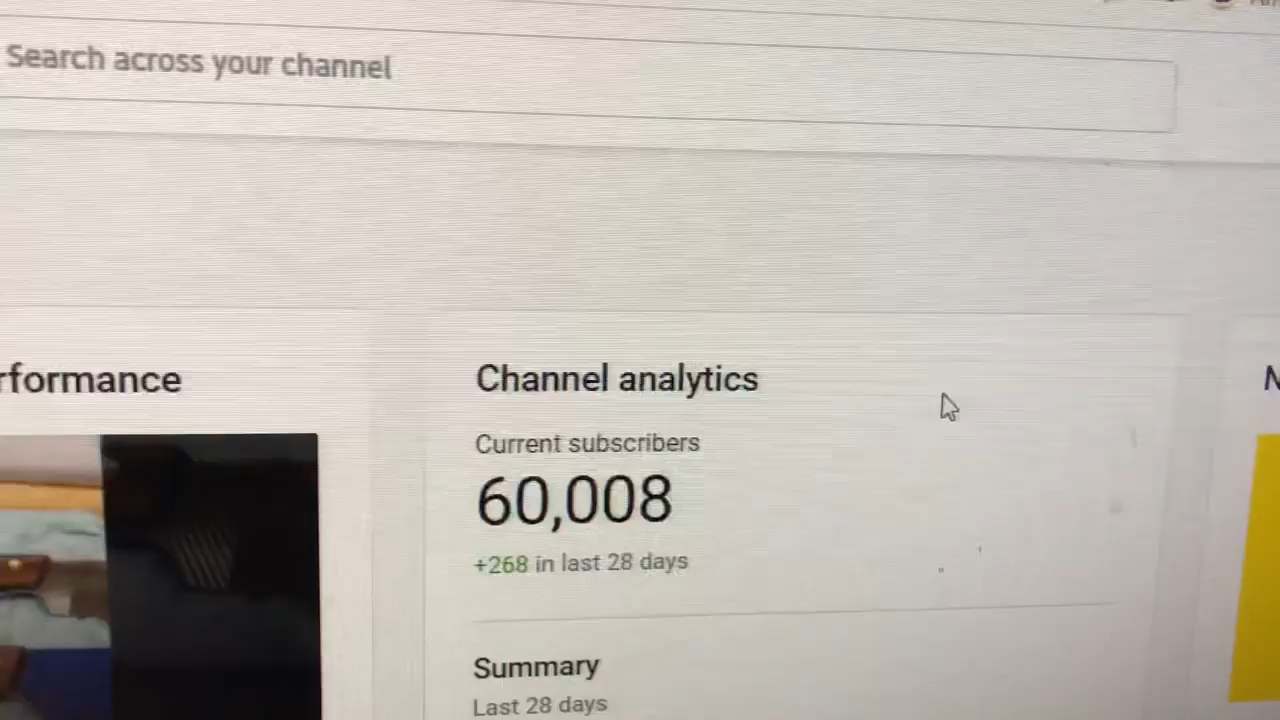 Search across your channel
rformance
Channel analytics
Current subscribers
60,008
+268 in last 28 days
Summary
Last 28 days